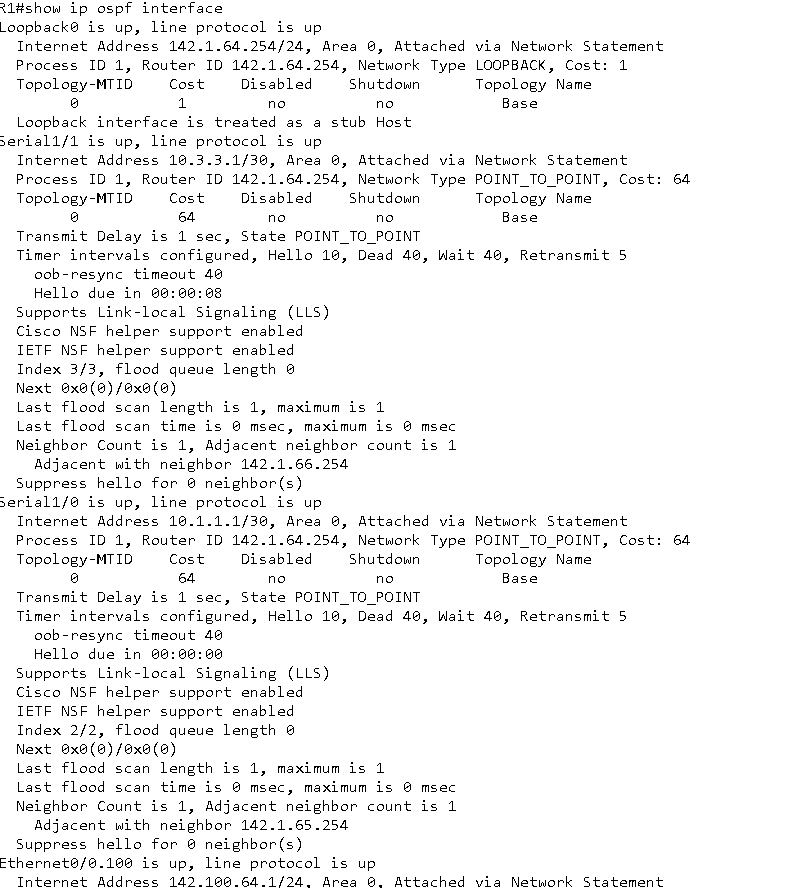 R1#show ip ospf interface
Loopback0 is up, line protocol is up
Internet Address 142.1.64.254/24, Area 0, Attached via Network Statement
Process ID 1, Router ID 142.1.64.254, Network Type LOOPBACK, Cost: 1
Topology-MTID Cost Disabled Shutdown Topology Name
0 1 no no Base
Loopback interface is treated as a stub Host
Serial1/1 is up, line protocol is up
Internet Address 10.3.3.1/30, Area 0, Attached via Network Statement
Process ID 1, Router ID 142.1.64.254, Network Type POINT_TO_POINT, Cost: 64
Topology-MTID Cost Disabled Shutdown Topology Name
0 64 no no Base
Transmit Delay is 1 sec, State POINT_TO_POINT
Timer intervals configured, Hello 10, Dead 40, Wait 40, Retransmit 5
oob-resync timeout 40
Hello due in 00:00:08
Supports Link-local Signaling (LLS)
Cisco NSF helper support enabled
IETF NSF helper support enabled
Index 3/3, flood queue length 0
Next 0x0(0)/0x0(0)
Last flood scan length is 1, maximum is 1
Last flood scan time is 0 msec, maximum is 0 msec
Neighbor Count is 1, Adjacent neighbor count is 1
Adjacent with neighbor 142.1.66.254
Suppress hello for 0 neighbor(s)
Serial1/0 is up, line protocol is up
Internet Address 10.1.1.1/30, Area 0, Attached via Network Statement
Process ID 1, Router ID 142.1.64.254, Network Type POINT_TO_POINT, Cost: 64
Topology-MTID Cost Disabled Shutdown Topology Name
0 64 no no Base
Transmit Delay is 1 sec, State POINT_TO_POINT
Timer intervals configured, Hello 10, Dead 40, Wait 40, Retransmit 5
oob-resync timeout 40
Hello due in 00:00:00
Supports Link-local Signaling (LLS)
Cisco NSF helper support enabled
IETF NSF helper support enabled
Index 2/2, flood queue length 0
Next 0x0(0)/0x0(0)
Last flood scan length is 1, maximum is 1
Last flood scan time is 0 msec, maximum is 0 msec
Neighbor Count is 1, Adjacent neighbor count is 1
Adjacent with neighbor 142.1.65.254
Suppress hello for 0 neighbor(s)
Ethernet0/0.100 is up, line protocol is up
Internet Address 142.100.64.1/24, Area 0, Attached via Network Statement